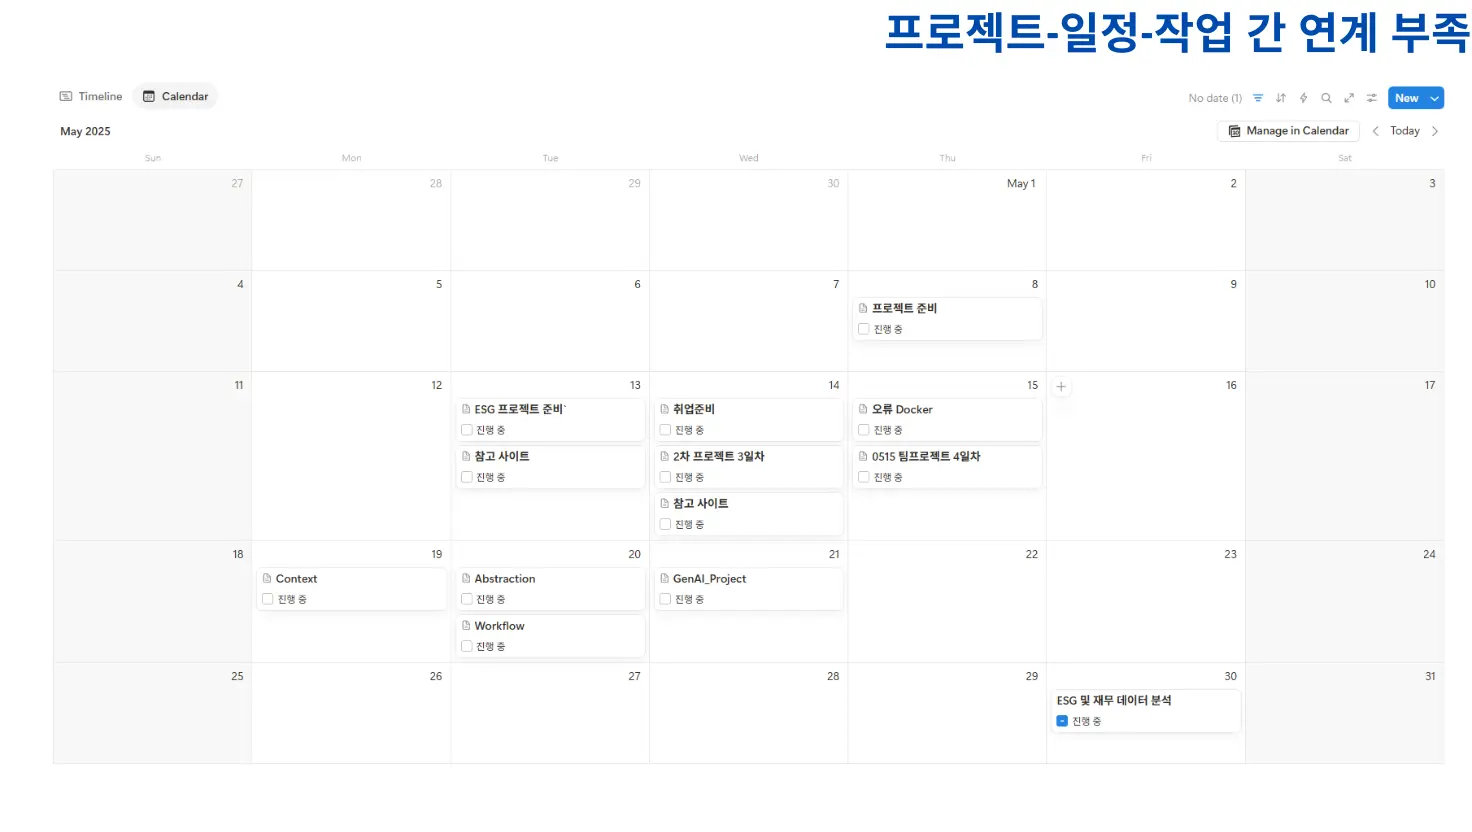 프로젝트-일정-작업 간 연계 부족
Timeline
Calendar
No date (1)
New
May 2025
Manage in Calendar
Today
Sun Mon Tue Wed Thu Fri Sat
27 28 29 30 May 1 2 3
4 5 6 7 8 9 10
프로젝트 준비
진행 중
11 12 13 14 15 16 17
ESG 프로젝트 준비`
진행 중
참고 사이트
진행 중
취업준비
진행 중
2차 프로젝트 3일차
진행 중
참고 사이트
진행 중
오류 Docker
진행 중
0515 팀프로젝트 4일차
진행 중
18 19 20 21 22 23 24
Context
진행 중
Abstraction
진행 중
Workflow
진행 중
GenAI_Project
진행 중
25 26 27 28 29 30 31
ESG 및 재무 데이터 분석
진행 중